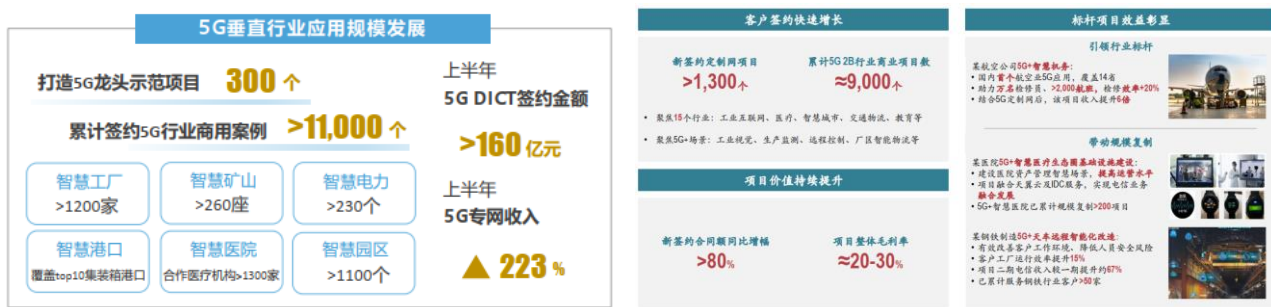 5G垂直行业应用规模发展
打造5G龙头示范项目 300 个
累计签约5G行业商用案例 >11,000 个
智慧工厂
>1200家
智慧矿山
>260座
智慧电力
>230个
智慧港口
覆盖top10集装箱港口
智慧医院
合作医疗机构>1300家
智慧园区
>1100个
上半年
5G DICT签约金额
>160 亿元
上半年
5G专网收入
▲ 223 %
客户签约快速增长
新签约定制网项目
>1,300个
累计5G 2B行业商业项目数
≈9,000个
• 聚焦15个行业：工业互联网、医疗、智慧城市、交通物流、教育等
• 聚焦5G+场景：工业视觉、生产监测、远程控制、厂区智能物流等
项目价值持续提升
新签约合同额同比增幅
>80%
项目整体毛利率
≈20-30%
标杆项目效益彰显
引领行业标杆
某航空公司5G+智慧机务：
• 国内首个航空业5G应用，覆盖14省
• 助力万名检修员、>2,000航班，检修效率+20%
• 结合5G定制网后，该项目收入提升6倍
带动规模复制
某医院5G+智慧医疗生态圈基础设施建设：
• 建设医院资产管理智慧场景，提高运营水平
• 项目融合天翼云及IDC服务，实现电信业务
融合发展
• 5G+智慧医院已累计规模复制>200项目
某钢铁制造5G+天车远程智能化改造：
• 有效改善客户工作环境、降低人员安全风险
• 客户工厂运行效率提升15%
• 项目二期电信收入较一期提升约67%
• 已累计服务钢铁行业客户>50家